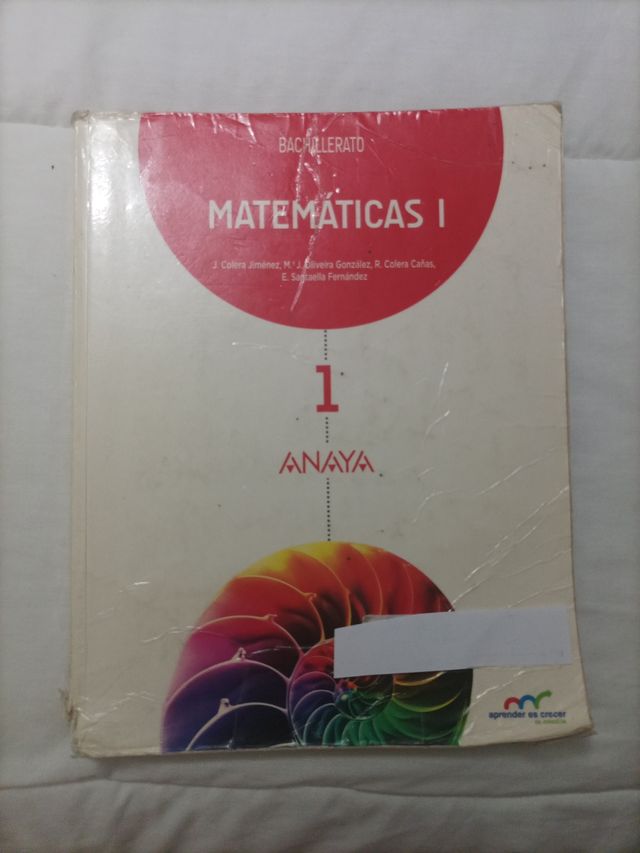 BACHILLERATO
MATEMÁTICAS I
J. Colera Jiménez, M.ª J. Oliveira González, R. Colera Cañas,
E. Santaella Fernández
1
ANAYA
aprender es crecer